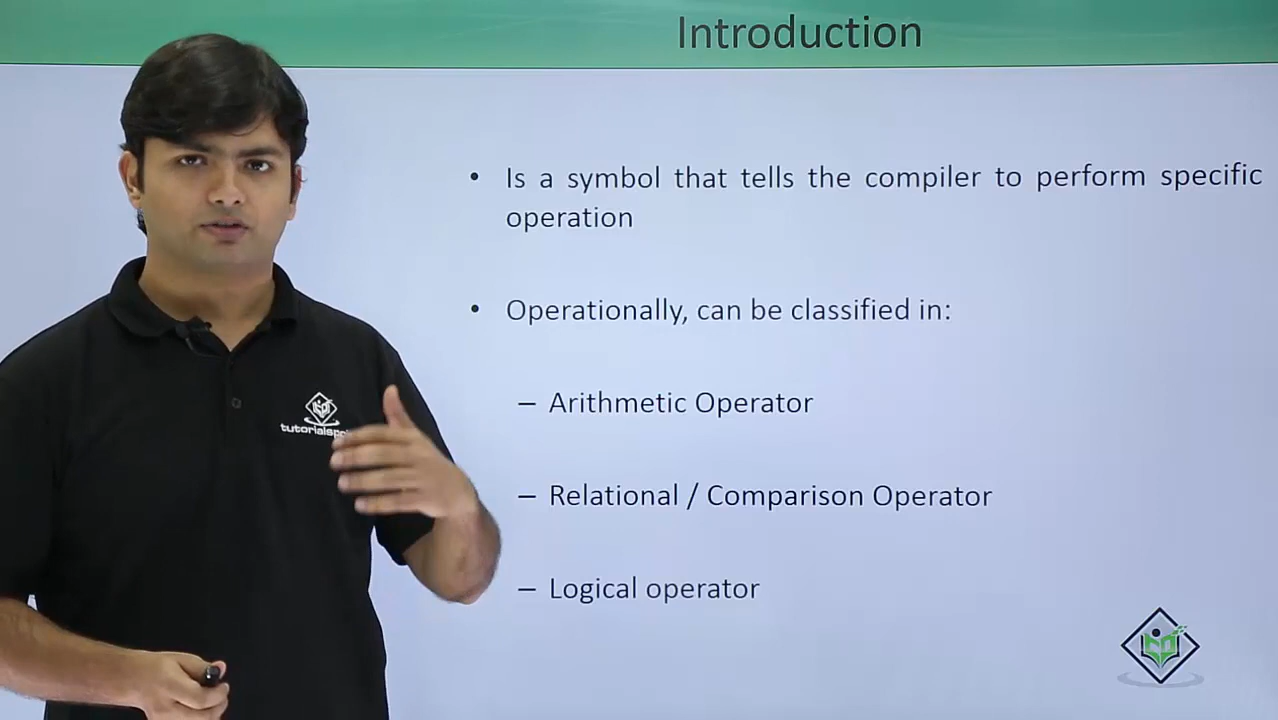 Introduction
• Is a symbol that tells the compiler to perform specific
operation
• Operationally, can be classified in:
– Arithmetic Operator
– Relational / Comparison Operator
– Logical operator